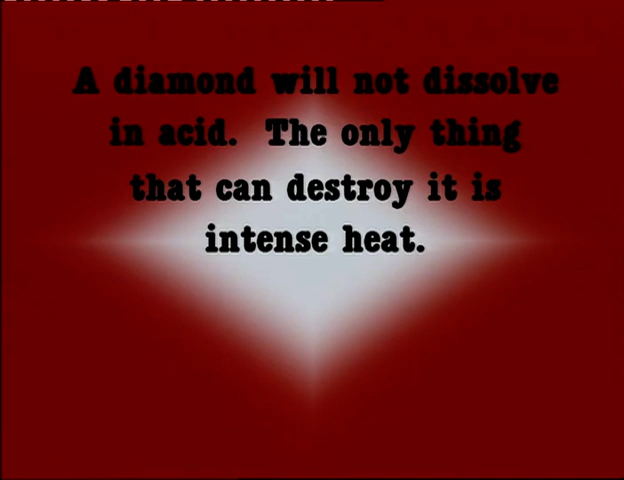 A diamond will not dissolve
in acid. The only thing
that can destroy it is
intense heat.